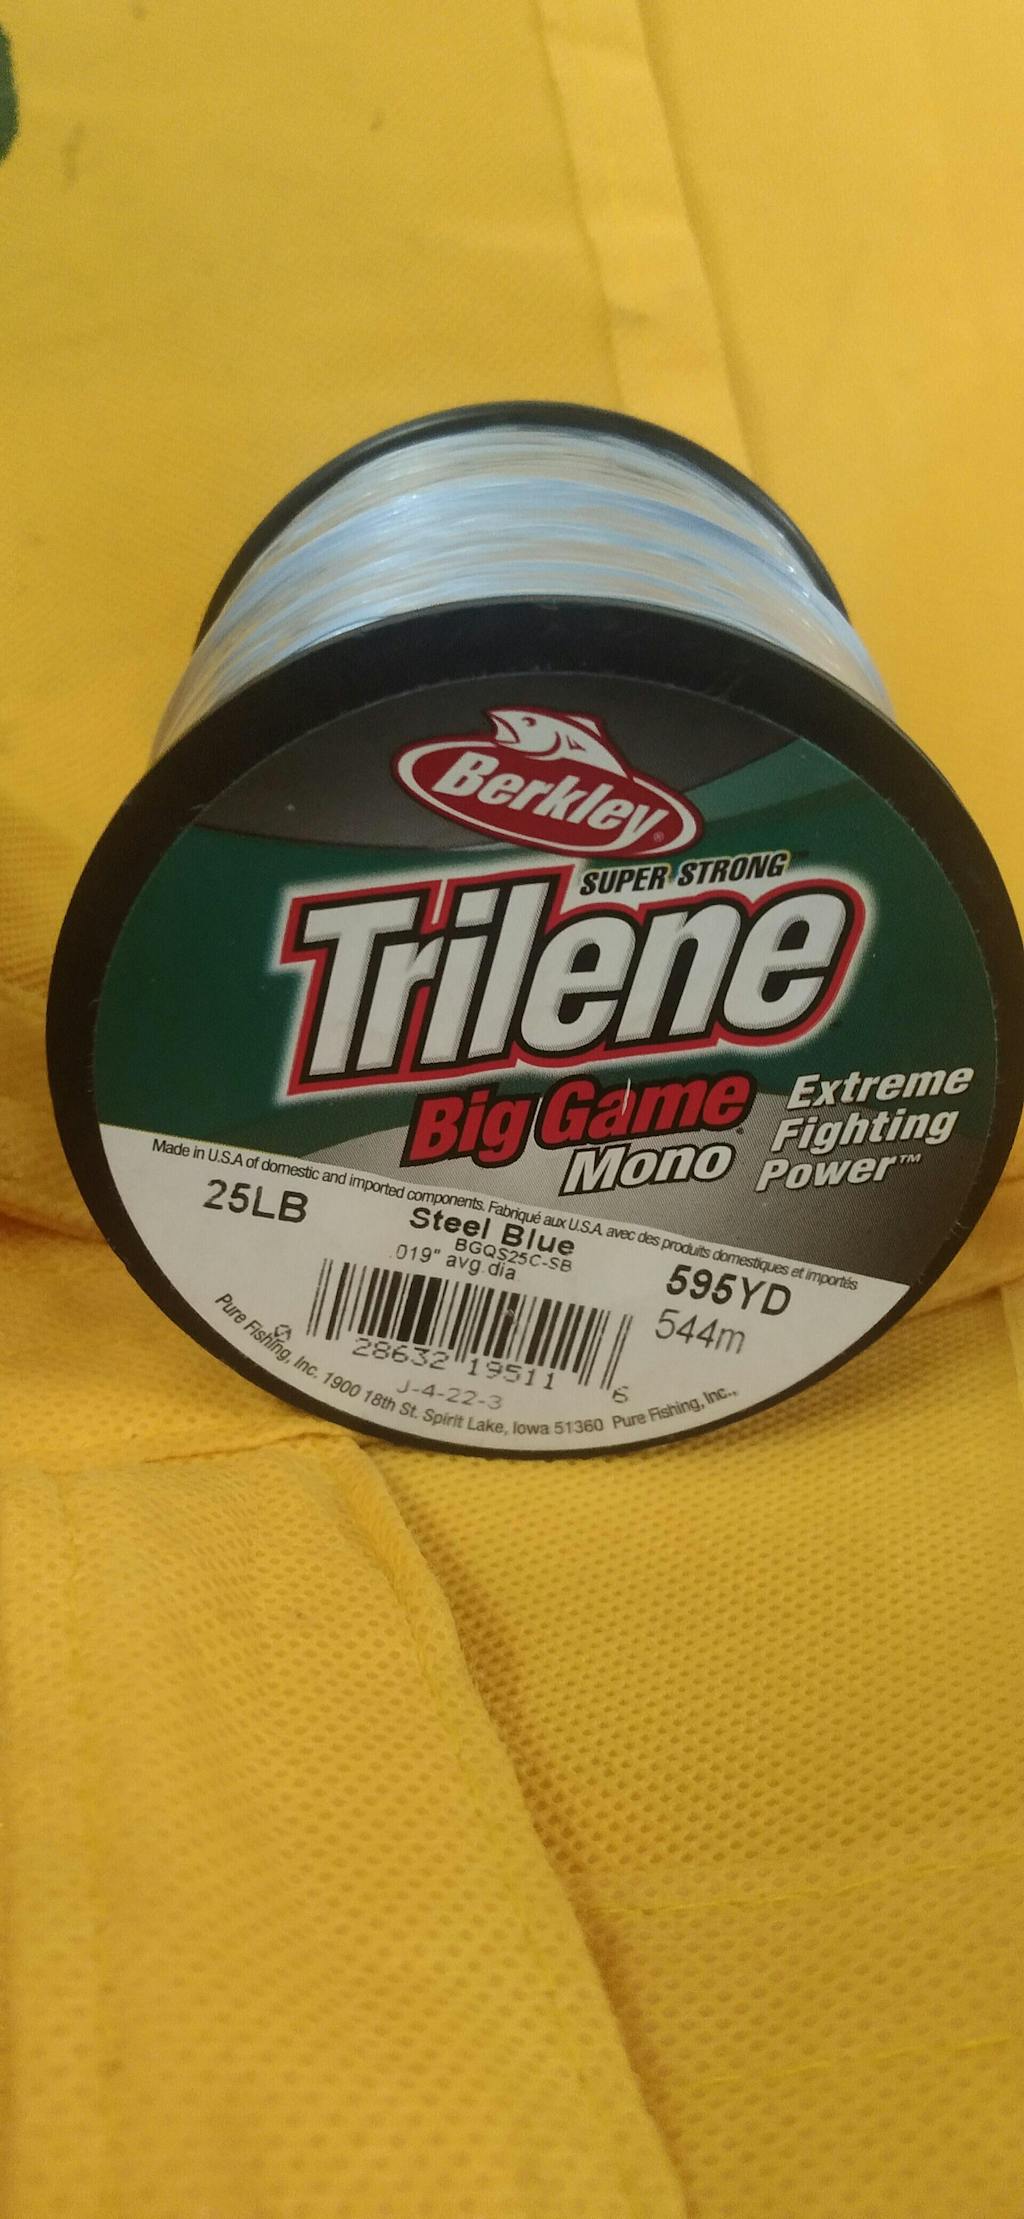 Berkley®
SUPER STRONG™
Trilene
Big Game®
Mono
Extreme
Fighting
Power™
Made in U.S.A of domestic and imported components. Fabriqué aux U.S.A. avec des produits domestiques et importés
25LB
Steel Blue
BGQS25C-SB
.019" avg.dia
595YD
544m
28632 19511 6
J-4-22-3
Pure Fishing, Inc. 1900 18th St. Spirit Lake, Iowa 51360 Pure Fishing, Inc.,